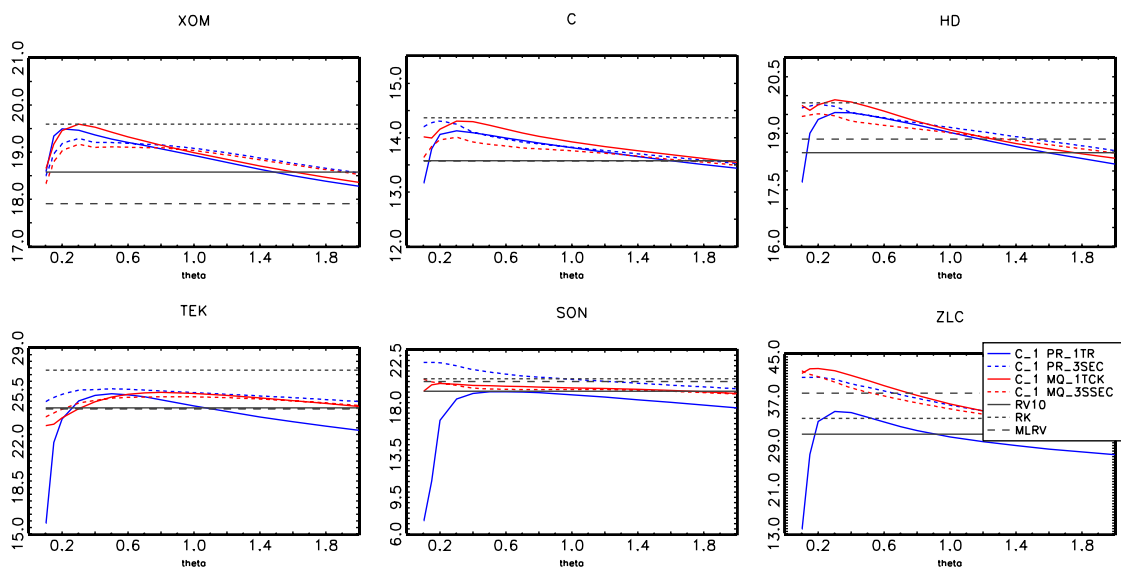 XOM
C
HD
21.0
20.0
19.0
18.0
17.0
0.2 0.6 1.0 1.4 1.8
theta
15.0
14.0
13.0
12.0
0.2 0.6 1.0 1.4 1.8
theta
20.5
19.0
17.5
16.0
0.2 0.6 1.0 1.4 1.8
theta
TEK
SON
ZLC
29.0
25.5
22.0
18.5
15.0
0.2 0.6 1.0 1.4 1.8
theta
22.5
18.0
13.5
9.5
6.0
0.2 0.6 1.0 1.4 1.8
theta
45.0
37.0
29.0
21.0
13.0
0.2 0.6 1.0 1.4 1.8
theta
C_1 PR_1TR
C_1 PR_3SEC
C_1 MQ_1TCK
C_1 MQ_3SSEC
RV10
RK
MLRV